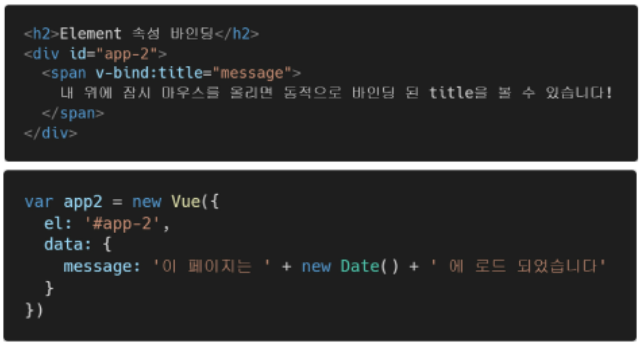 <h2>Element 속성 바인딩</h2>
<div id="app-2">
<span v-bind:title="message">
내 위에 잠시 마우스를 올리면 동적으로 바인딩 된 title을 볼 수 있습니다!
</span>
</div>
var app2 = new Vue({
el: '#app-2',
data: {
message: '이 페이지는 ' + new Date() + ' 에 로드 되었습니다'
}
})